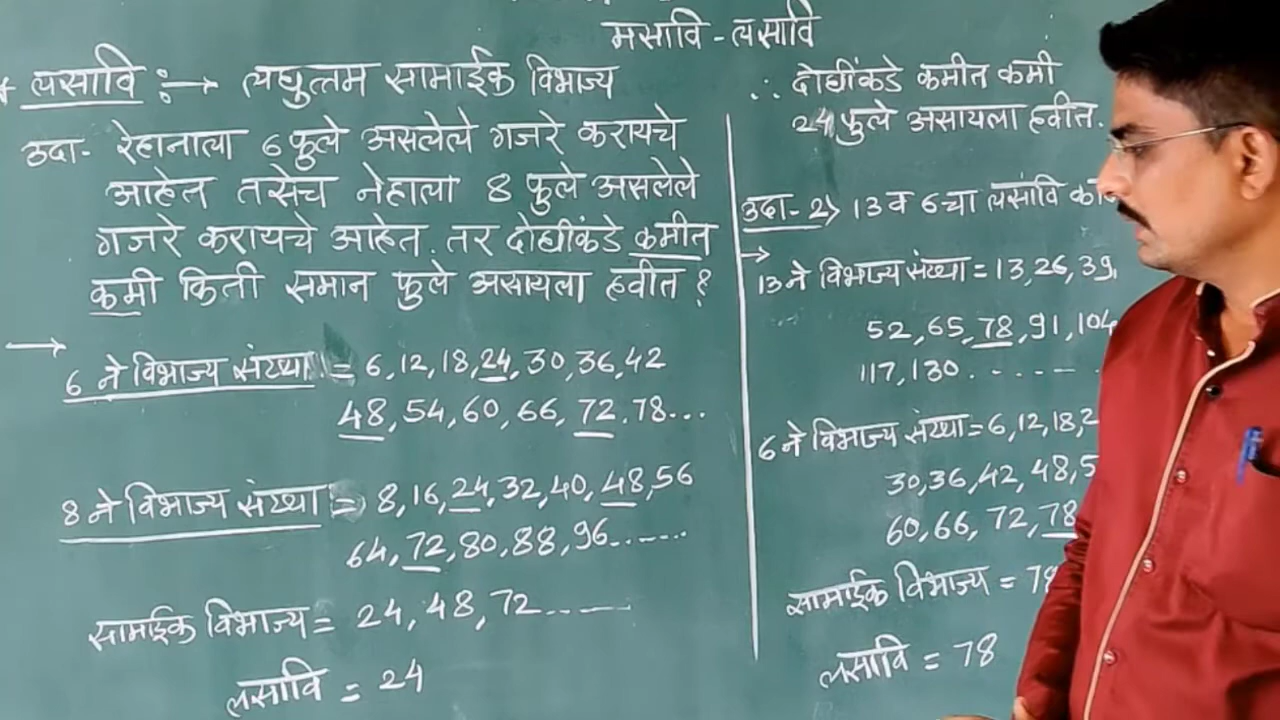 मसावि - लसावि
लसावि :→ लघुत्तम सामाईक विभाज्य
उदा- रेहानाला 6 फुले असलेले गजरे करायचे
आहेत तसेच नेहाला 8 फुले असलेले
गजरे करायचे आहेत. तर दोघींकडे कमीत
कमी किती समान फुले असायला हवीत ?
→
6 ने विभाज्य संख्या = 6, 12, 18, 24, 30, 36, 42
48, 54, 60, 66, 72, 78...
8 ने विभाज्य संख्या = 8, 16, 24, 32, 40, 48, 56
64, 72, 80, 88, 96.......
सामाईक विभाज्य = 24, 48, 72......
लसावि = 24
∴ दोघींकडे कमीत कमी
24 फुले असायला हवीत.
उदा- 2> 13 व 6 चा लसावि
→
13 ने विभाज्य संख्या = 13, 26, 39,
52, 65, 78, 91, 104
117, 130. - - - - - .
6 ने विभाज्य संख्या = 6, 12, 18, 2
30, 36, 42, 48, 5
60, 66, 72, 78
सामाईक विभाज्य = 78
लसावि = 78